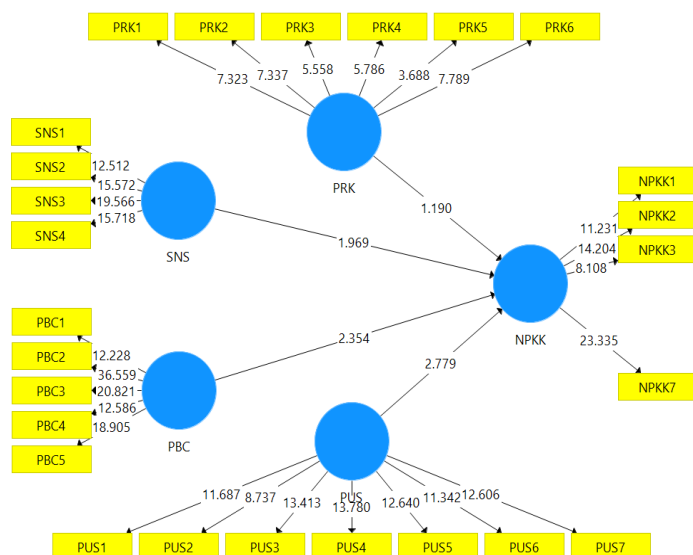 PRK1 PRK2 PRK3 PRK4 PRK5 PRK6
7.323 7.337 5.558 5.786 3.688 7.789
PRK
SNS1
SNS2
SNS3
SNS4
12.512
15.572
19.566
15.718
SNS
1.190
1.969
NPKK1
NPKK2
NPKK3
11.231
14.204
8.108
NPKK
23.335
NPKK7
PBC1
PBC2
PBC3
PBC4
PBC5
12.228
36.559
20.821
12.586
18.905
PBC
2.354
2.779
PUS
11.687 8.737 13.413 13.780 12.640 11.342 12.606
PUS1 PUS2 PUS3 PUS4 PUS5 PUS6 PUS7